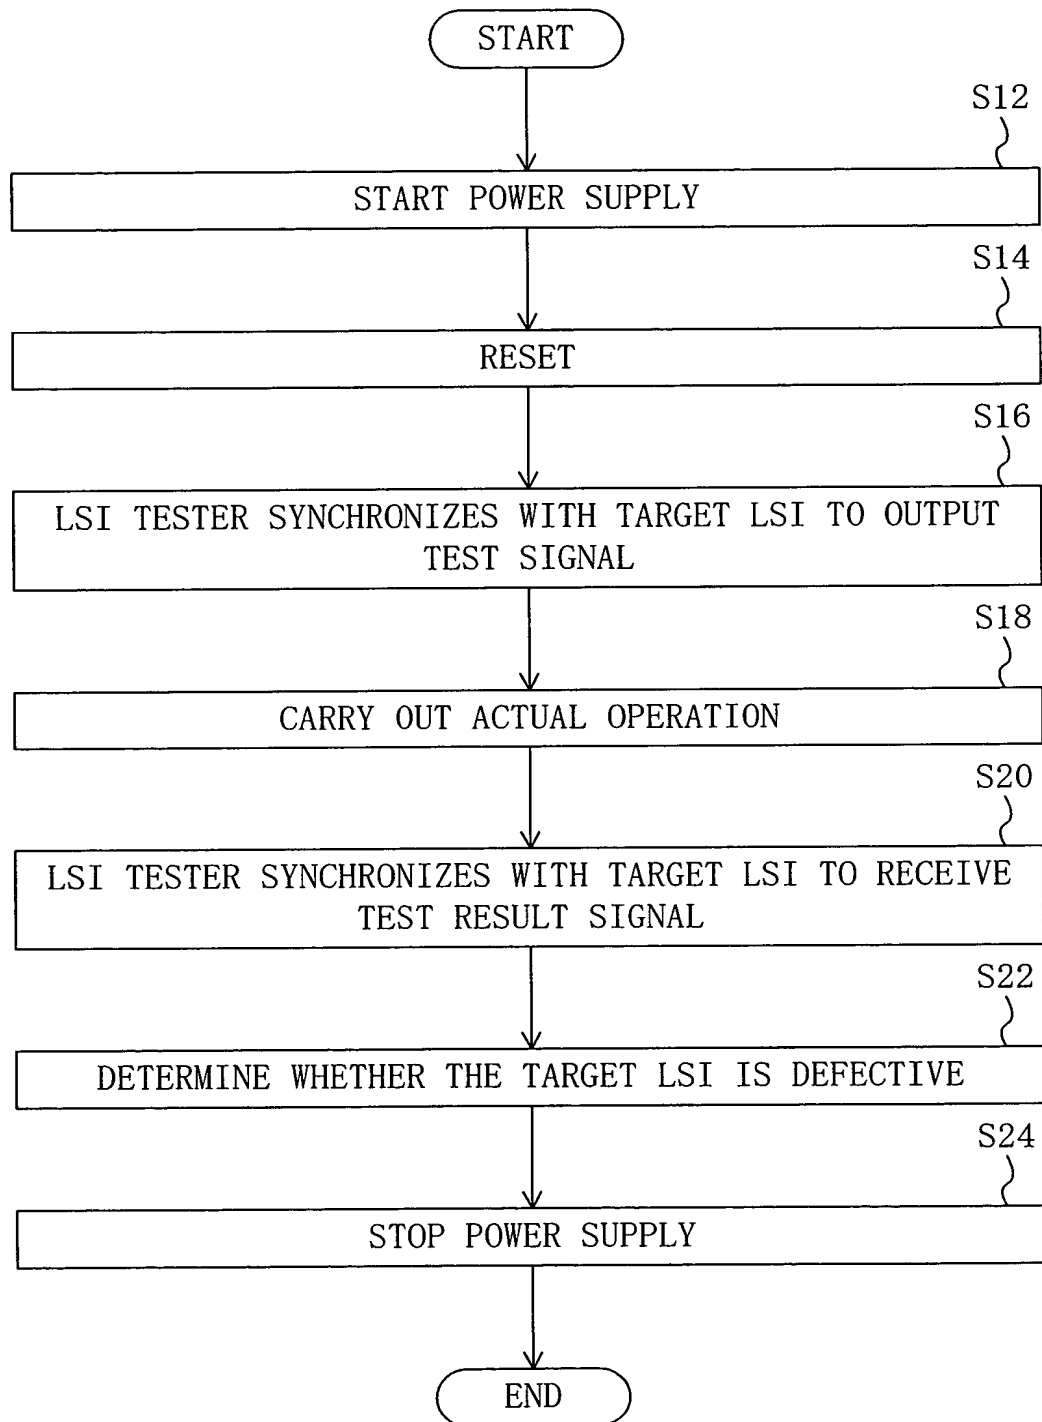 START
S12
START POWER SUPPLY
S14
RESET
S16
LSI TESTER SYNCHRONIZES WITH TARGET LSI TO OUTPUT
TEST SIGNAL
S18
CARRY OUT ACTUAL OPERATION
S20
LSI TESTER SYNCHRONIZES WITH TARGET LSI TO RECEIVE
TEST RESULT SIGNAL
S22
DETERMINE WHETHER THE TARGET LSI IS DEFECTIVE
S24
STOP POWER SUPPLY
END